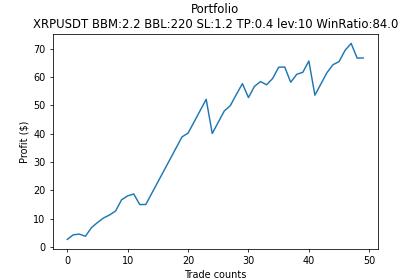 Portfolio
XRPUSDT BBM:2.2 BBL:220 SL:1.2 TP:0.4 lev:10 WinRatio:84.0
70
60
50
40
30
20
10
0
Profit ($)
0 10 20 30 40 50
Trade counts